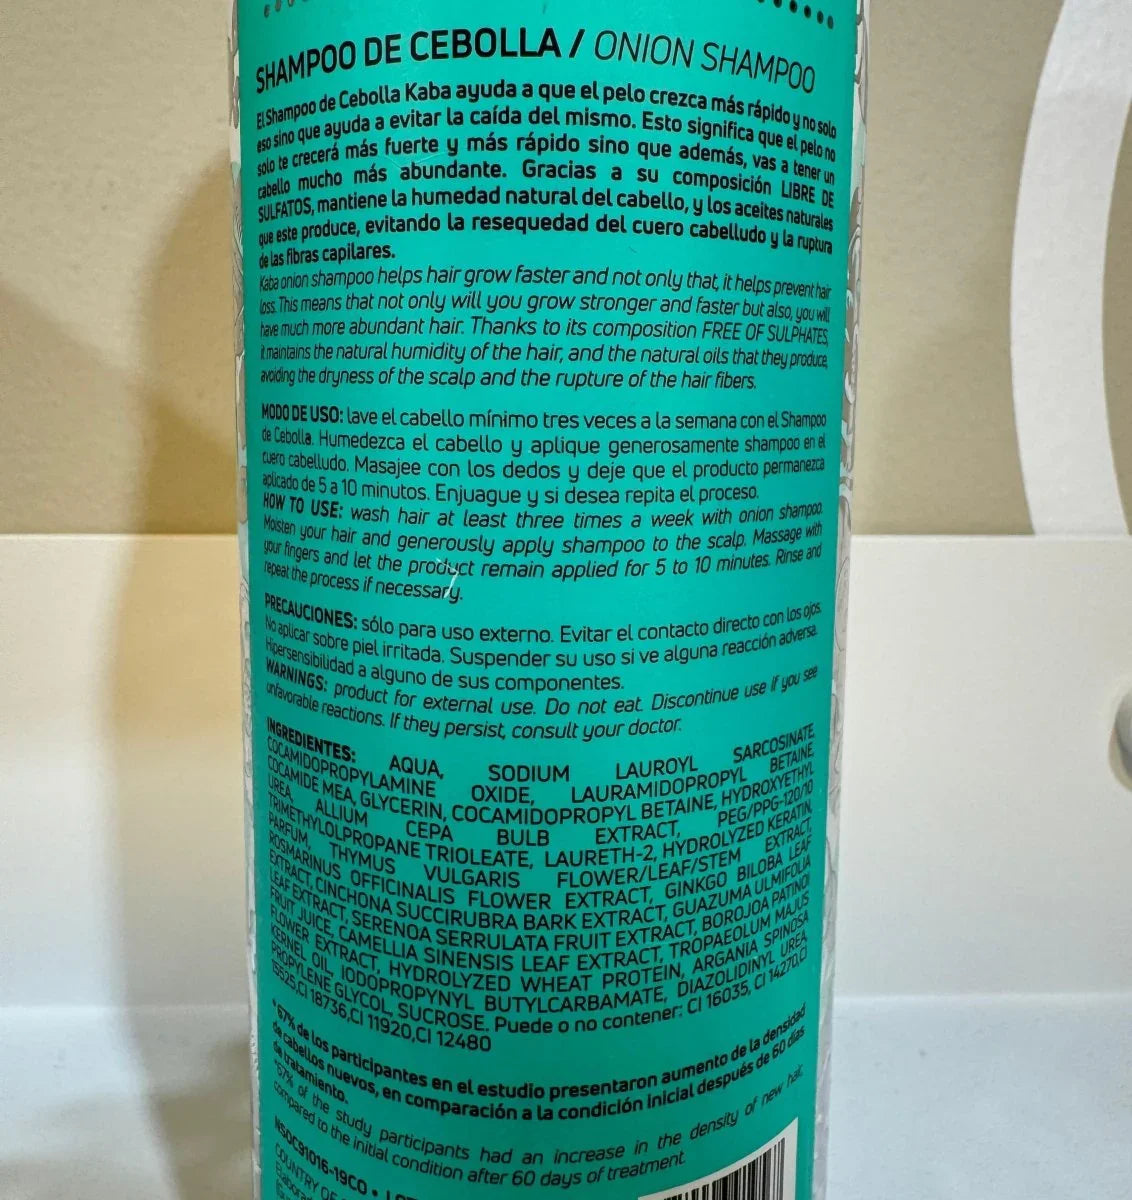 SHAMPOO DE CEBOLLA / ONION SHAMPOO
El Shampoo de Cebolla Kaba ayuda a que el pelo crezca más rápido y no solo
eso sino que ayuda a evitar la caída del mismo. Esto significa que el pelo no
solo te crecerá más fuerte y más rápido sino que además, vas a tener un
cabello mucho más abundante. Gracias a su composición LIBRE DE
SULFATOS, mantiene la humedad natural del cabello, y los aceites naturales
que este produce, evitando la resequedad del cuero cabelludo y la ruptura
de las fibras capilares.
Kaba onion shampoo helps hair grow faster and not only that, it helps prevent hair
loss. This means that not only will you grow stronger and faster but also, you will
have much more abundant hair. Thanks to its composition FREE OF SULPHATES,
it maintains the natural humidity of the hair, and the natural oils that they produce,
avoiding the dryness of the scalp and the rupture of the hair fibers.
MODO DE USO: lave el cabello mínimo tres veces a la semana con el Shampoo
de Cebolla. Humedezca el cabello y aplique generosamente shampoo en el
cuero cabelludo. Masajee con los dedos y deje que el producto permanezca
aplicado de 5 a 10 minutos. Enjuague y si desea repita el proceso.
HOW TO USE: wash hair at least three times a week with onion shampoo.
Moisten your hair and generously apply shampoo to the scalp. Massage with
your fingers and let the product remain applied for 5 to 10 minutes. Rinse and
repeat the process if necessary.
PRECAUCIONES: sólo para uso externo. Evitar el contacto directo con los ojos.
No aplicar sobre piel irritada. Suspender su uso si ve alguna reacción adversa.
Hipersensibilidad a alguno de sus componentes.
WARNINGS: product for external use. Do not eat. Discontinue use if you see
unfavorable reactions. If they persist, consult your doctor.
INGREDIENTES: AQUA, SODIUM LAUROYL SARCOSINATE,
COCAMIDOPROPYLAMINE OXIDE, LAURAMIDOPROPYL BETAINE,
COCAMIDE MEA, GLYCERIN, COCAMIDOPROPYL BETAINE, HYDROXYETHYL
UREA, ALLIUM CEPA BULB EXTRACT, PEG/PPG-120/10
TRIMETHYLOLPROPANE TRIOLEATE, LAURETH-2, HYDROLYZED KERATIN,
PARFUM, THYMUS VULGARIS FLOWER/LEAF/STEM EXTRACT,
ROSMARINUS OFFICINALIS FLOWER EXTRACT, GINKGO BILOBA LEAF
EXTRACT, CINCHONA SUCCIRUBRA BARK EXTRACT, GUAZUMA ULMIFOLIA
LEAF EXTRACT, SERENOA SERRULATA FRUIT EXTRACT, BOROJOA PATINOI
FRUIT JUICE, CAMELLIA SINENSIS LEAF EXTRACT, TROPAEOLUM MAJUS
FLOWER EXTRACT, HYDROLYZED WHEAT PROTEIN, ARGANIA SPINOSA
KERNEL OIL, IODOPROPYNYL BUTYLCARBAMATE, DIAZOLIDINYL UREA,
PROPYLENE GLYCOL, SUCROSE. Puede o no contener: CI 16035, CI 14270,CI
15525,CI 18736,CI 11920,CI 12480
*67% de los participantes en el estudio presentaron aumento de la densidad
de cabellos nuevos, en comparación a la condición inicial después de 60 días
de tratamiento.
*67% of the study participants had an increase in the density of new hair,
compared to the initial condition after 60 days of treatment.
NSOC91016-19CO •
COUNTRY OF